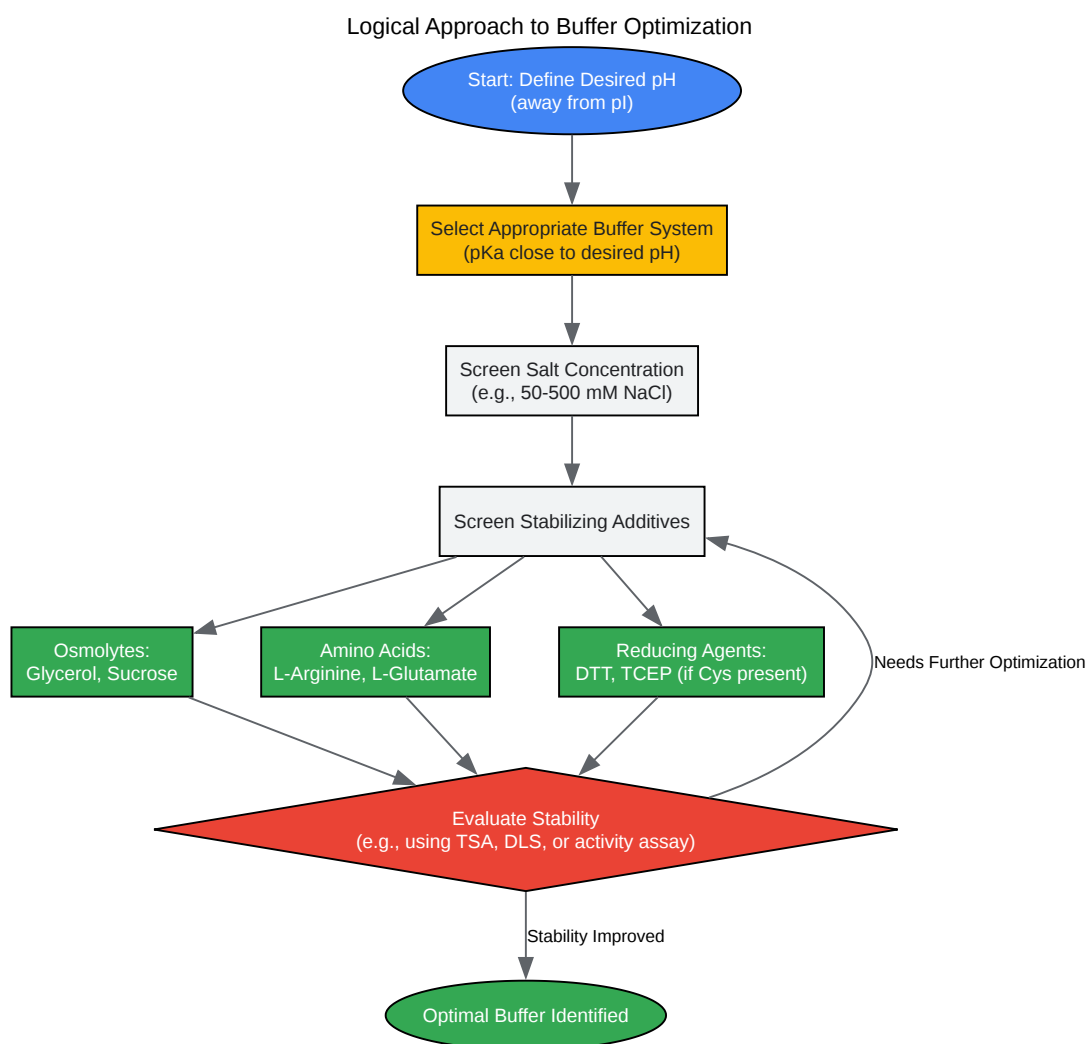 Logical Approach to Buffer Optimization
Start: Define Desired pH
(away from pI)
Select Appropriate Buffer System
(pKa close to desired pH)
Screen Salt Concentration
(e.g., 50-500 mM NaCl)
Screen Stabilizing Additives
Osmolytes:
Glycerol, Sucrose
Amino Acids:
L-Arginine, L-Glutamate
Reducing Agents:
DTT, TCEP (if Cys present)
Needs Further Optimization
Evaluate Stability
(e.g., using TSA, DLS, or activity assay)
Stability Improved
Optimal Buffer Identified